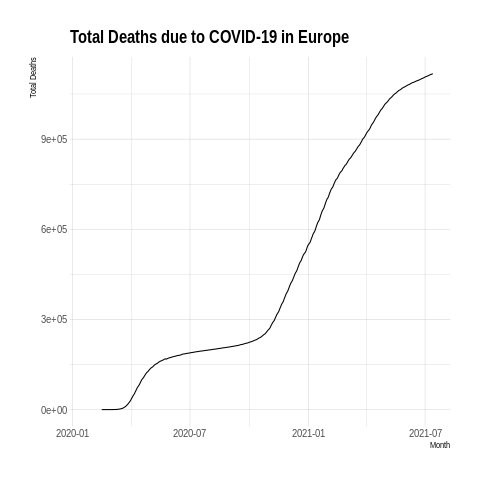 Total Deaths due to COVID-19 in Europe
Total Deaths
9e+05
6e+05
3e+05
0e+00
2020-01 2020-07 2021-01 2021-07
Month